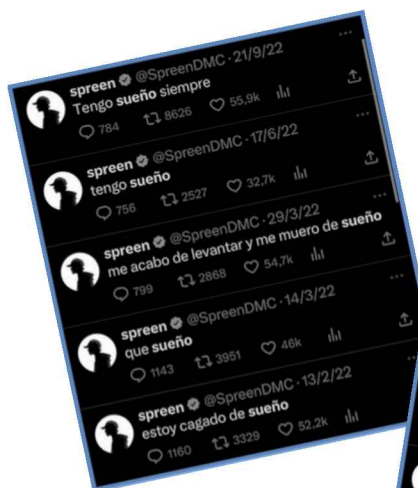 spreen @SpreenDMC · 21/9/22
Tengo sueño siempre
784 8626 55,9k
spreen @SpreenDMC · 17/6/22
tengo sueño
756 2527 32,7k
spreen @SpreenDMC · 29/3/22
me acabo de levantar y me muero de sueño
799 2868 54,7k
spreen @SpreenDMC · 14/3/22
que sueño
1143 3951 46k
spreen @SpreenDMC · 13/2/22
estoy cagado de sueño
1160 3329 52,2k